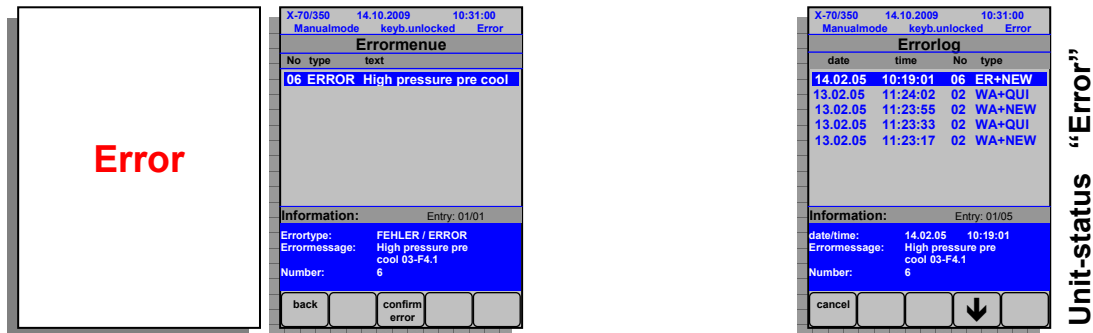 Error
X-70/350 14.10.2009 10:31:00
Manualmode keyb.unlocked Error
Errormenue
No type text
06 ERROR High pressure pre cool
Information: Entry: 01/01
Errortype: FEHLER / ERROR
Errormessage: High pressure pre
cool 03-F4.1
Number: 6
back confirm
error
X-70/350 14.10.2009 10:31:00
Manualmode keyb.unlocked Error
Errorlog
date time No type
14.02.05 10:19:01 06 ER+NEW
13.02.05 11:24:02 02 WA+QUI
13.02.05 11:23:55 02 WA+NEW
13.02.05 11:23:33 02 WA+QUI
13.02.05 11:23:17 02 WA+NEW
Information: Entry: 01/05
date/time: 14.02.05 10:19:01
Errormessage: High pressure pre
cool 03-F4.1
Number: 6
cancel
Unit-status “Error”